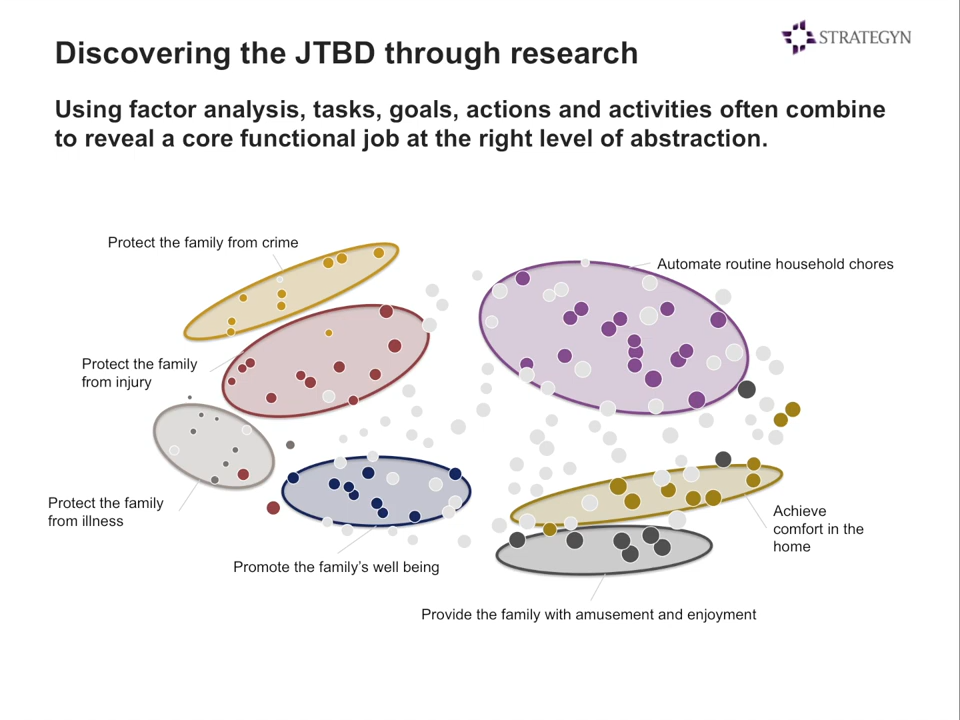 STRATEGYN
Discovering the JTBD through research
Using factor analysis, tasks, goals, actions and activities often combine
to reveal a core functional job at the right level of abstraction.
Protect the family from crime
Automate routine household chores
Protect the family
from injury
Protect the family
from illness
Achieve
comfort in the
home
Promote the family’s well being
Provide the family with amusement and enjoyment